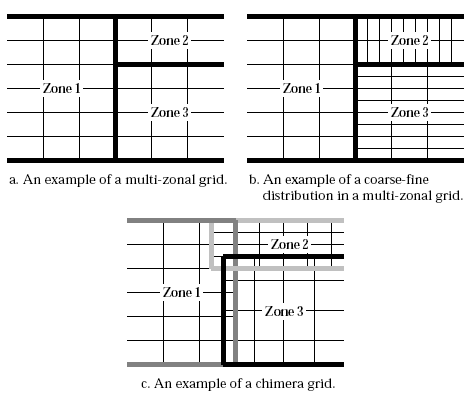 Zone 2
Zone 1
Zone 3
a. An example of a multi-zonal grid.
Zone 2
Zone 1
Zone 3
b. An example of a coarse-fine
distribution in a multi-zonal grid.
Zone 2
Zone 1
Zone 3
c. An example of a chimera grid.